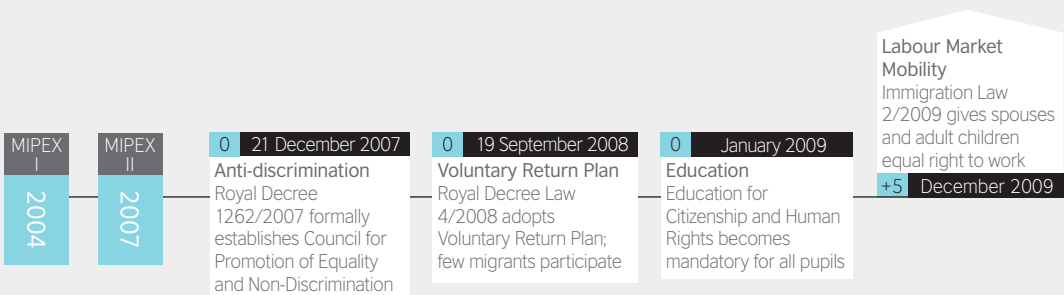 MIPEX
I
2004
MIPEX
II
2007
0 21 December 2007
Anti-discrimination
Royal Decree
1262/2007 formally
establishes Council for
Promotion of Equality
and Non-Discrimination
0 19 September 2008
Voluntary Return Plan
Royal Decree Law
4/2008 adopts
Voluntary Return Plan;
few migrants participate
0 January 2009
Education
Education for
Citizenship and Human
Rights becomes
mandatory for all pupils
Labour Market
Mobility
Immigration Law
2/2009 gives spouses
and adult children
equal right to work
+5 December 2009